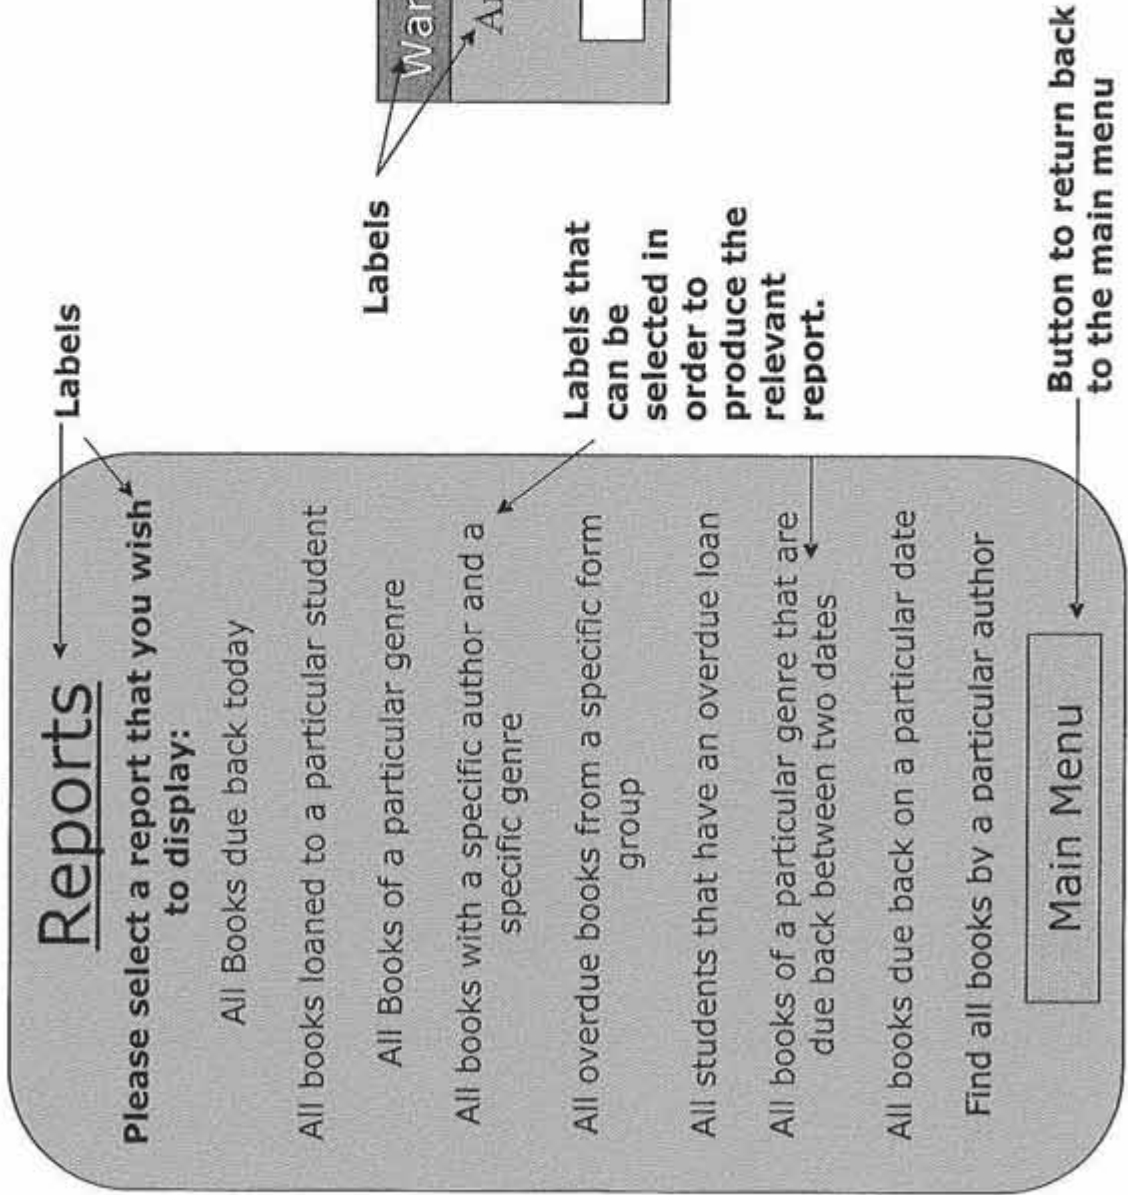 Reports
Please select a report that you wish
to display:
All Books due back today
All books loaned to a particular student
All Books of a particular genre
All books with a specific author and a
specific genre
All overdue books from a specific form
group
All students that have an overdue loan
All books of a particular genre that are
due back between two dates
All books due back on a particular date
Find all books by a particular author
Main Menu
Labels
Labels that
can be
selected in
order to
produce the
relevant
report.
Button to return back
to the main menu
Labels